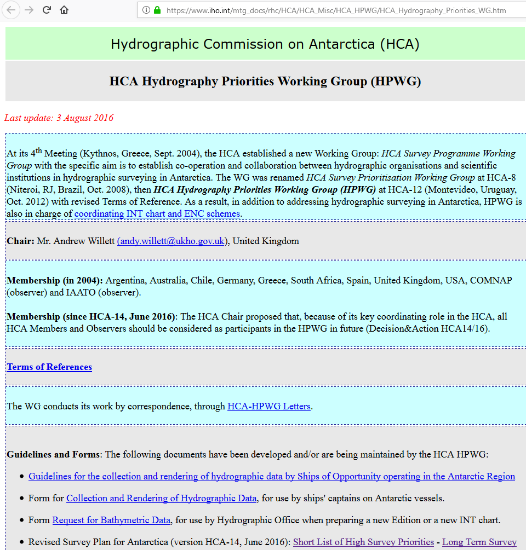 https://www.iho.int/mtg_docs/rhc/HCA/HCA_Misc/HCA_HPWG/HCA_Hydrography_Priorities_WG.htm
Hydrographic Commission on Antarctica (HCA)
HCA Hydrography Priorities Working Group (HPWG)
Last update: 3 August 2016
At its 4th Meeting (Kythnos, Greece, Sept. 2004), the HCA established a new Working Group: HCA Survey Programme Working
Group with the specific aim is to establish co-operation and collaboration between hydrographic organisations and scientific
institutions in hydrographic surveying in Antarctica. The WG was renamed HCA Survey Prioritisation Working Group at HCA-8
(Niteroi, RJ, Brazil, Oct. 2008), then HCA Hydrography Priorities Working Group (HPWG) at HCA-12 (Montevideo, Uruguay,
Oct. 2012) with revised Terms of Reference. As a result, in addition to addressing hydrographic surveying in Antarctica, HPWG is
also in charge of coordinating INT chart and ENC schemes.
Chair: Mr. Andrew Willett (andy.willett@ukho.gov.uk), United Kingdom
Membership (in 2004): Argentina, Australia, Chile, Germany, Greece, South Africa, Spain, United Kingdom, USA, COMNAP
(observer) and IAATO (observer).
Membership (since HCA-14, June 2016): The HCA Chair proposed that, because of its key coordinating role in the HCA, all
HCA Members and Observers should be considered as participants in the HPWG in future (Decision&Action HCA14/16).
Terms of References
The WG conducts its work by correspondence, through HCA-HPWG Letters.
Guidelines and Forms: The following documents have been developed and/or are being maintained by the HCA HPWG:
• Guidelines for the collection and rendering of hydrographic data by Ships of Opportunity operating in the Antarctic Region
• Form for Collection and Rendering of Hydrographic Data, for use by ships' captains on Antarctic vessels.
• Form Request for Bathymetric Data, for use by Hydrographic Office when preparing a new Edition or a new INT chart.
• Revised Survey Plan for Antarctica (version HCA-14, June 2016): Short List of High Survey Priorities - Long Term Survey